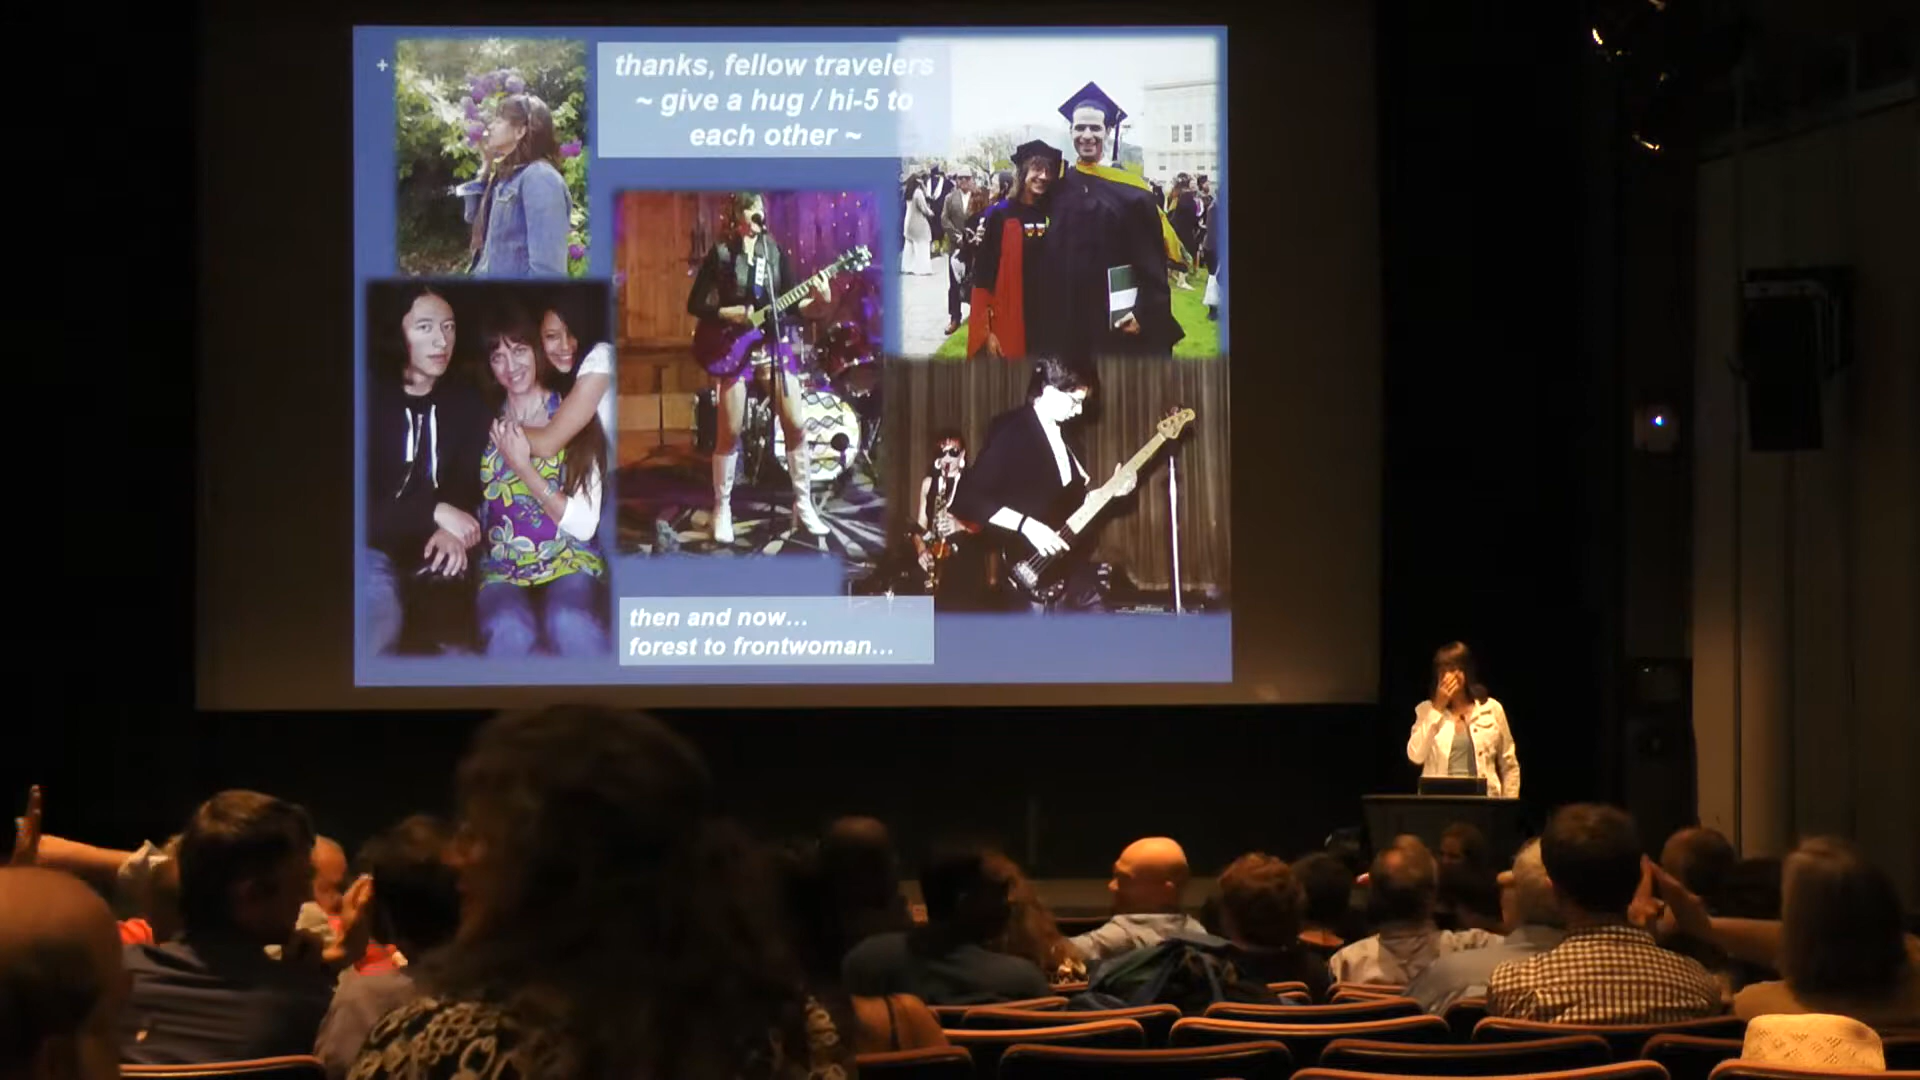 thanks, fellow travelers
~ give a hug / hi-5 to
each other ~
then and now...
forest to frontwoman...